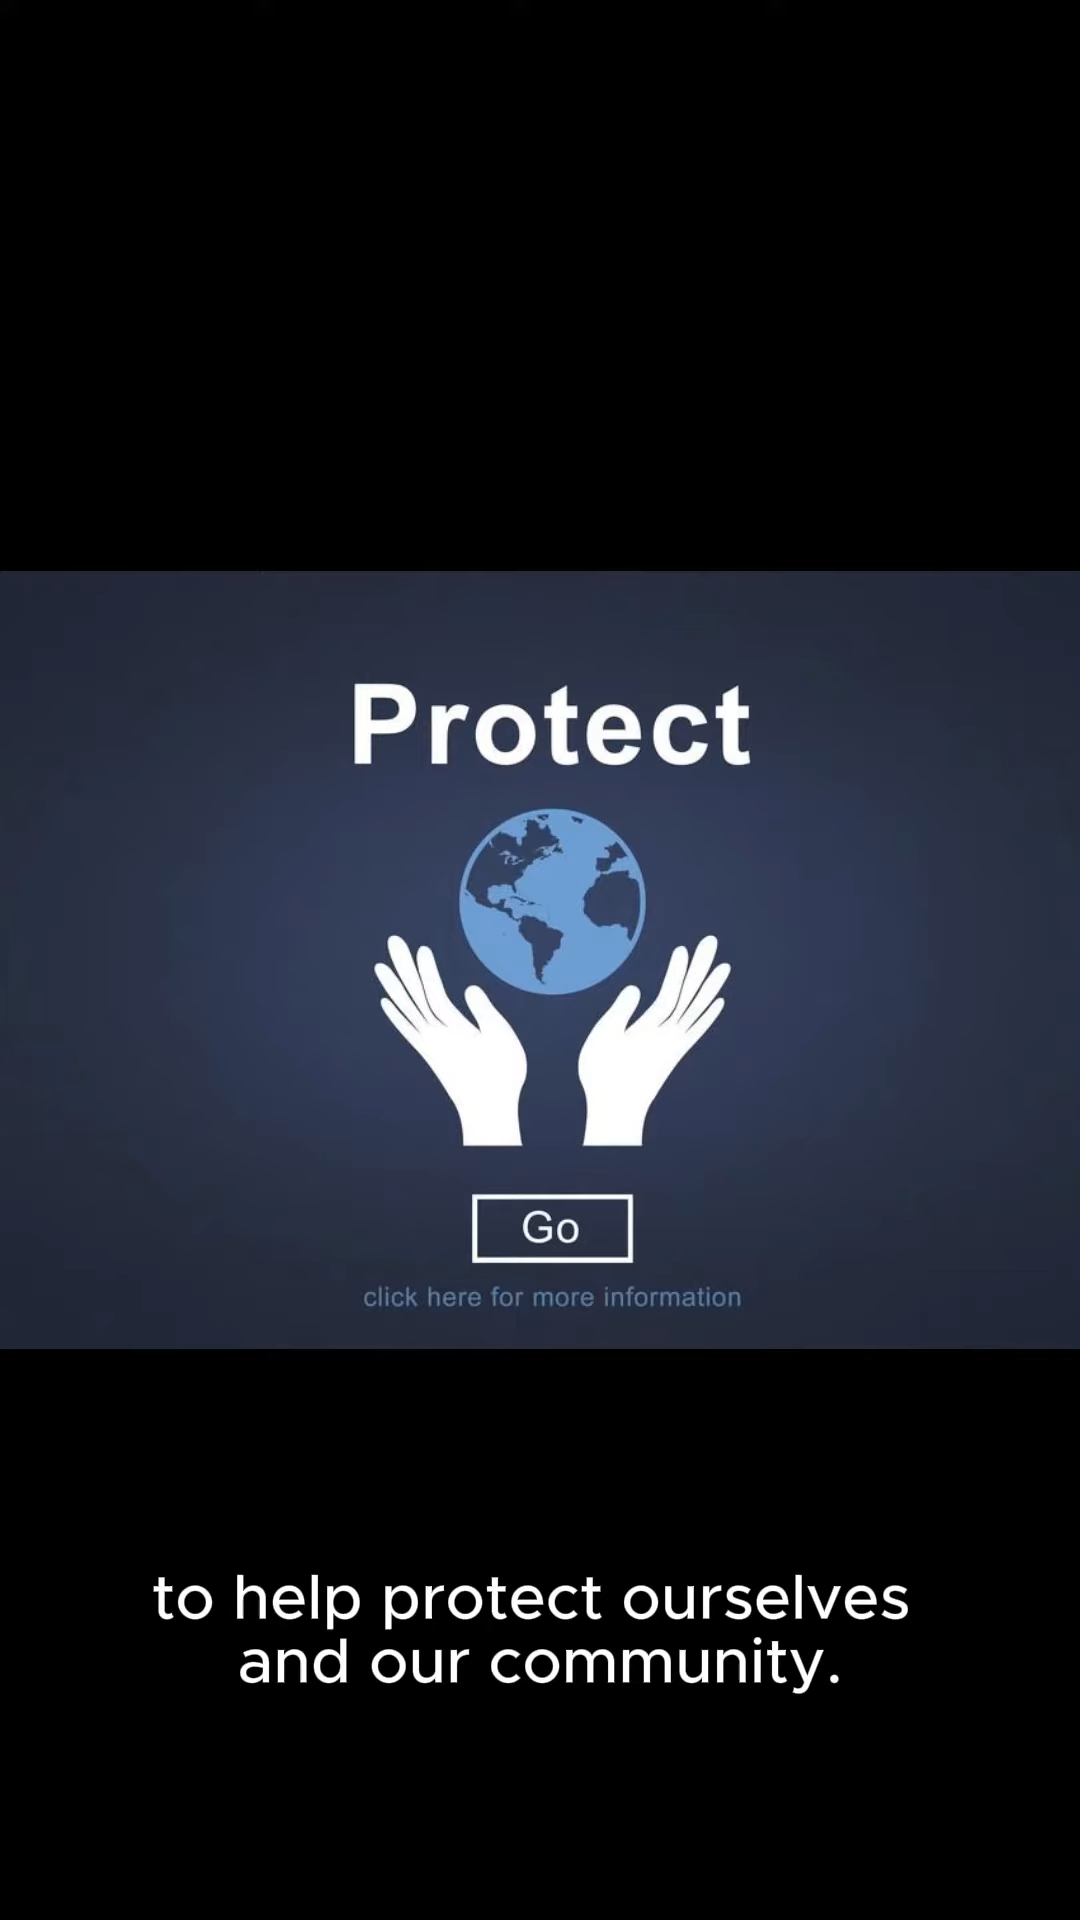 Protect
Go
click here for more information
to help protect ourselves
and our community.